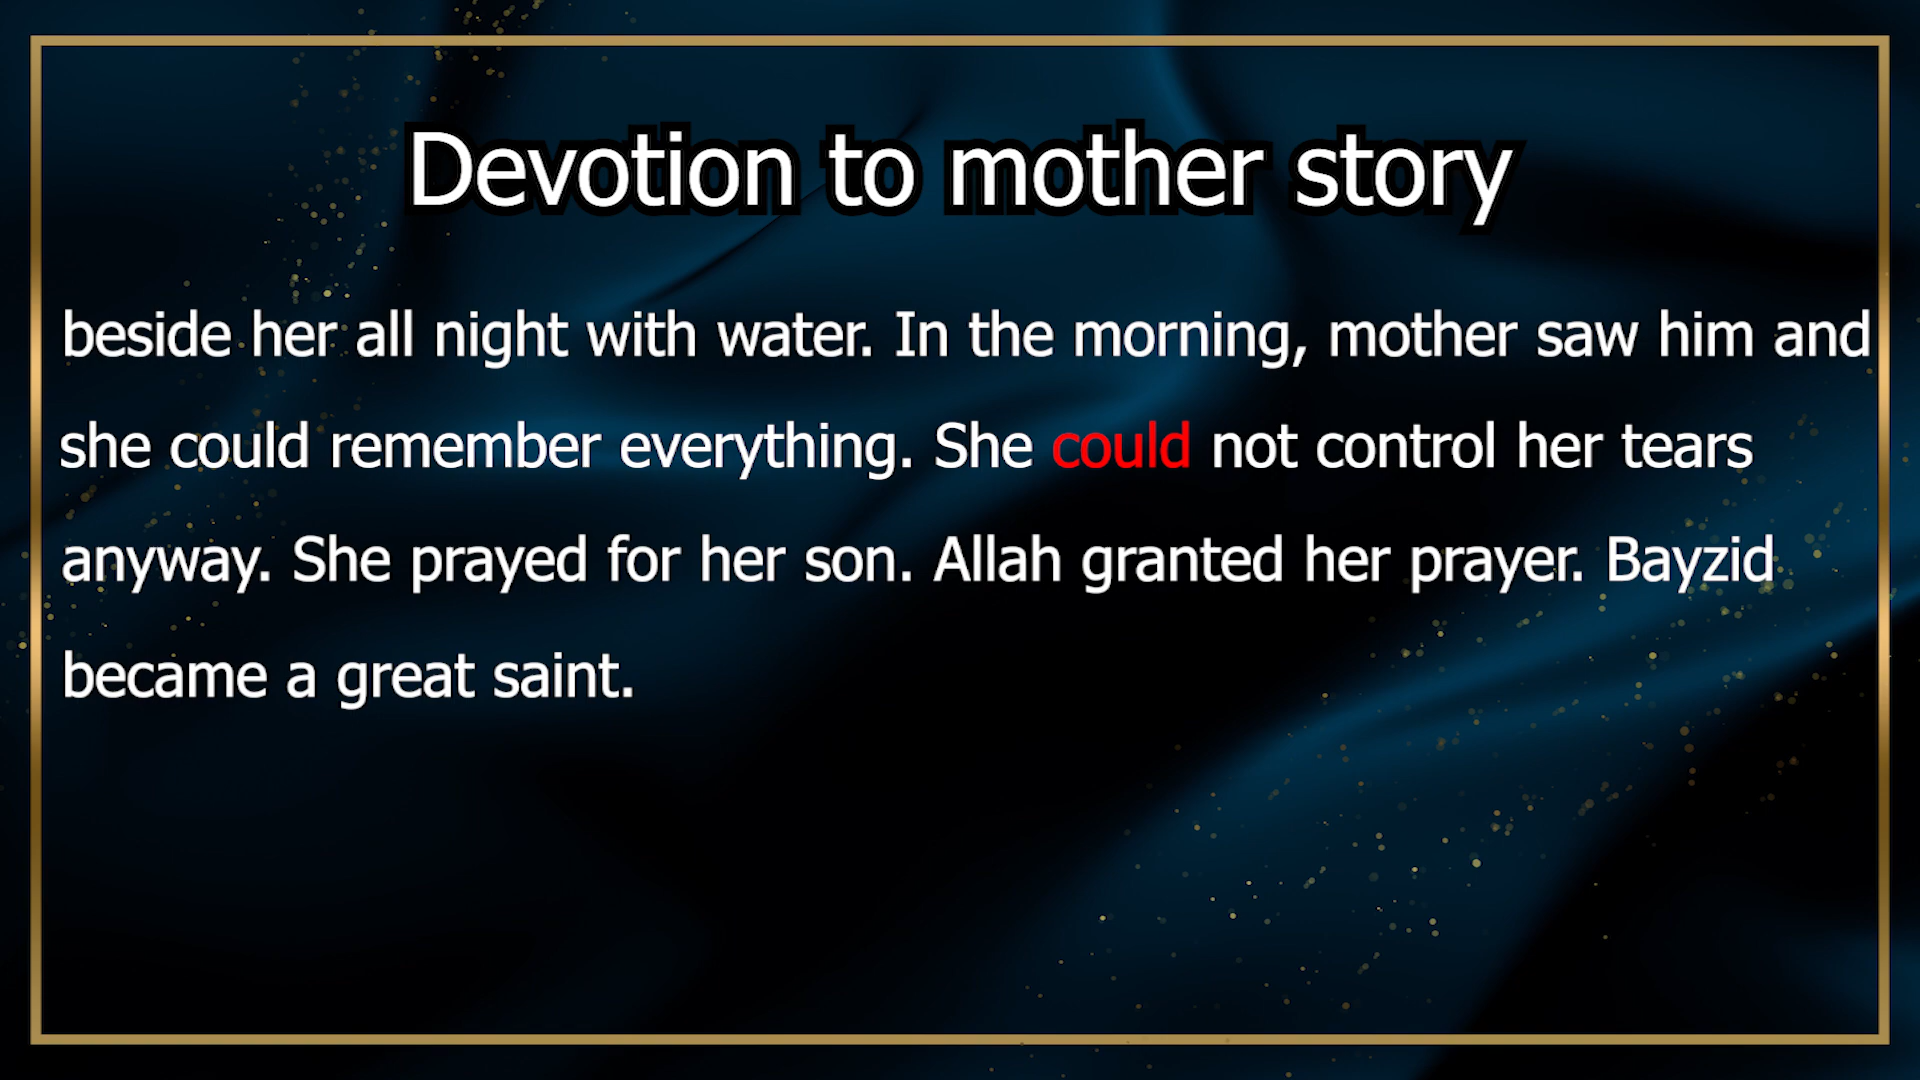 Devotion to mother story
beside her all night with water. In the morning, mother saw him and
she could remember everything. She could not control her tears
anyway. She prayed for her son. Allah granted her prayer. Bayzid
became a great saint.